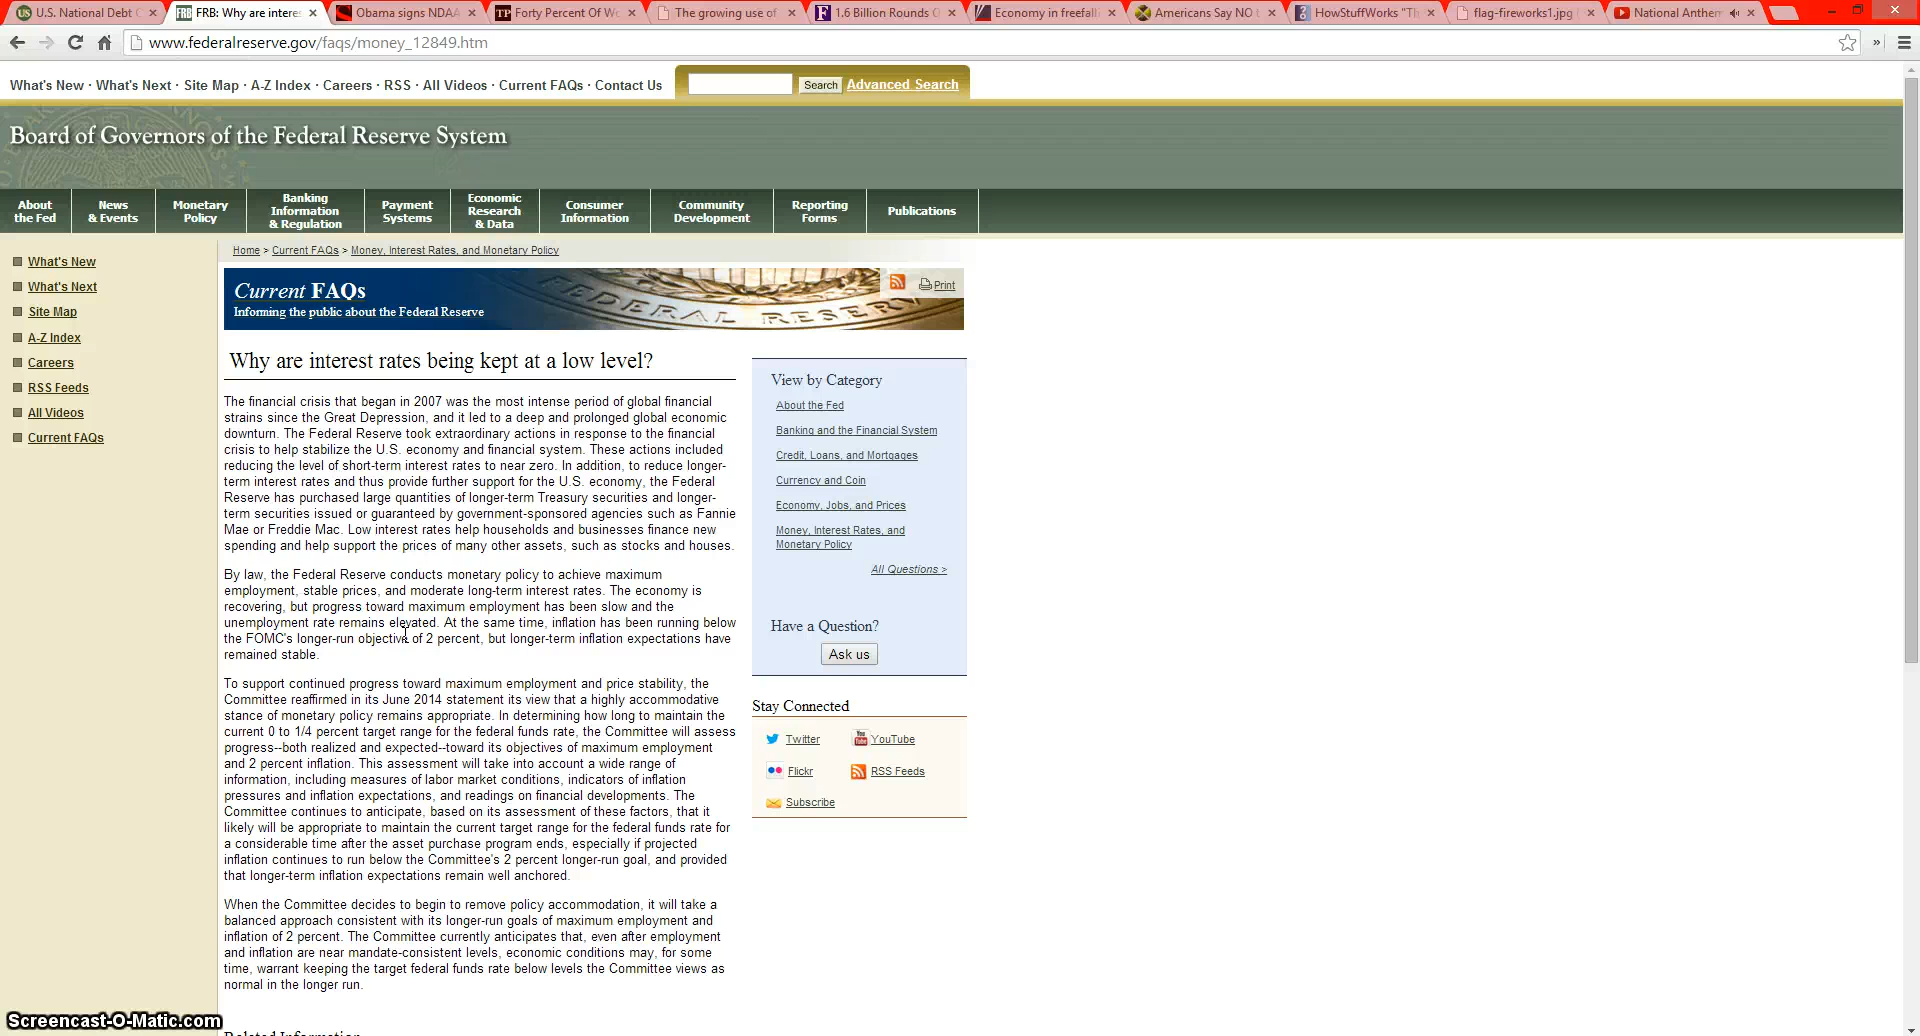 U.S. National Debt C
FRB: Why are interes
Obama signs NDAA
Forty Percent Of Wo
The growing use of
1.6 Billion Rounds O
Economy in freefall
Americans Say NO t
HowStuffWorks "Th
flag-fireworks1.jpg
National Anthem
www.federalreserve.gov/faqs/money_12849.htm
What's New · What's Next · Site Map · A-Z Index · Careers · RSS · All Videos · Current FAQs · Contact Us
Search
Advanced Search
Board of Governors of the Federal Reserve System
About
the Fed
News
& Events
Monetary
Policy
Banking
Information
& Regulation
Payment
Systems
Economic
Research
& Data
Consumer
Information
Community
Development
Reporting
Forms
Publications
What's New
What's Next
Site Map
A-Z Index
Careers
RSS Feeds
All Videos
Current FAQs
Home > Current FAQs > Money, Interest Rates, and Monetary Policy
Current FAQs
Informing the public about the Federal Reserve
FEDERAL RESERVE
Print
Why are interest rates being kept at a low level?
The financial crisis that began in 2007 was the most intense period of global financial
strains since the Great Depression, and it led to a deep and prolonged global economic
downturn. The Federal Reserve took extraordinary actions in response to the financial
crisis to help stabilize the U.S. economy and financial system. These actions included
reducing the level of short-term interest rates to near zero. In addition, to reduce longer-
term interest rates and thus provide further support for the U.S. economy, the Federal
Reserve has purchased large quantities of longer-term Treasury securities and longer-
term securities issued or guaranteed by government-sponsored agencies such as Fannie
Mae or Freddie Mac. Low interest rates help households and businesses finance new
spending and help support the prices of many other assets, such as stocks and houses.
By law, the Federal Reserve conducts monetary policy to achieve maximum
employment, stable prices, and moderate long-term interest rates. The economy is
recovering, but progress toward maximum employment has been slow and the
unemployment rate remains elevated. At the same time, inflation has been running below
the FOMC's longer-run objective of 2 percent, but longer-term inflation expectations have
remained stable.
To support continued progress toward maximum employment and price stability, the
Committee reaffirmed in its June 2014 statement its view that a highly accommodative
stance of monetary policy remains appropriate. In determining how long to maintain the
current 0 to 1/4 percent target range for the federal funds rate, the Committee will assess
progress--both realized and expected--toward its objectives of maximum employment
and 2 percent inflation. This assessment will take into account a wide range of
information, including measures of labor market conditions, indicators of inflation
pressures and inflation expectations, and readings on financial developments. The
Committee continues to anticipate, based on its assessment of these factors, that it
likely will be appropriate to maintain the current target range for the federal funds rate for
a considerable time after the asset purchase program ends, especially if projected
inflation continues to run below the Committee's 2 percent longer-run goal, and provided
that longer-term inflation expectations remain well anchored.
When the Committee decides to begin to remove policy accommodation, it will take a
balanced approach consistent with its longer-run goals of maximum employment and
inflation of 2 percent. The Committee currently anticipates that, even after employment
and inflation are near mandate-consistent levels, economic conditions may, for some
time, warrant keeping the target federal funds rate below levels the Committee views as
normal in the longer run.
Related Information
View by Category
About the Fed
Banking and the Financial System
Credit, Loans, and Mortgages
Currency and Coin
Economy, Jobs, and Prices
Money, Interest Rates, and
Monetary Policy
All Questions >
Have a Question?
Ask us
Stay Connected
Twitter
YouTube
Flickr
RSS Feeds
Subscribe
Screencast-O-Matic.com